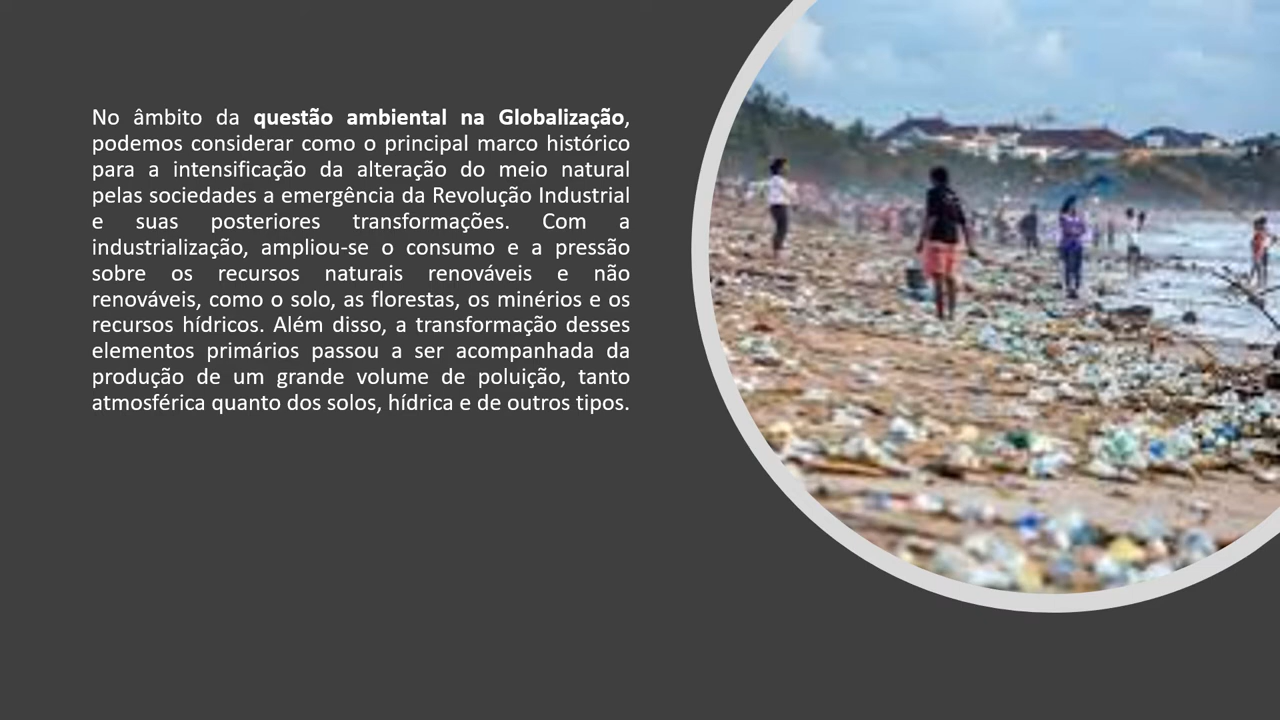 No âmbito da questão ambiental na Globalização,
podemos considerar como o principal marco histórico
para a intensificação da alteração do meio natural
pelas sociedades a emergência da Revolução Industrial
e suas posteriores transformações. Com a
industrialização, ampliou-se o consumo e a pressão
sobre os recursos naturais renováveis e não
renováveis, como o solo, as florestas, os minérios e os
recursos hídricos. Além disso, a transformação desses
elementos primários passou a ser acompanhada da
produção de um grande volume de poluição, tanto
atmosférica quanto dos solos, hídrica e de outros tipos.